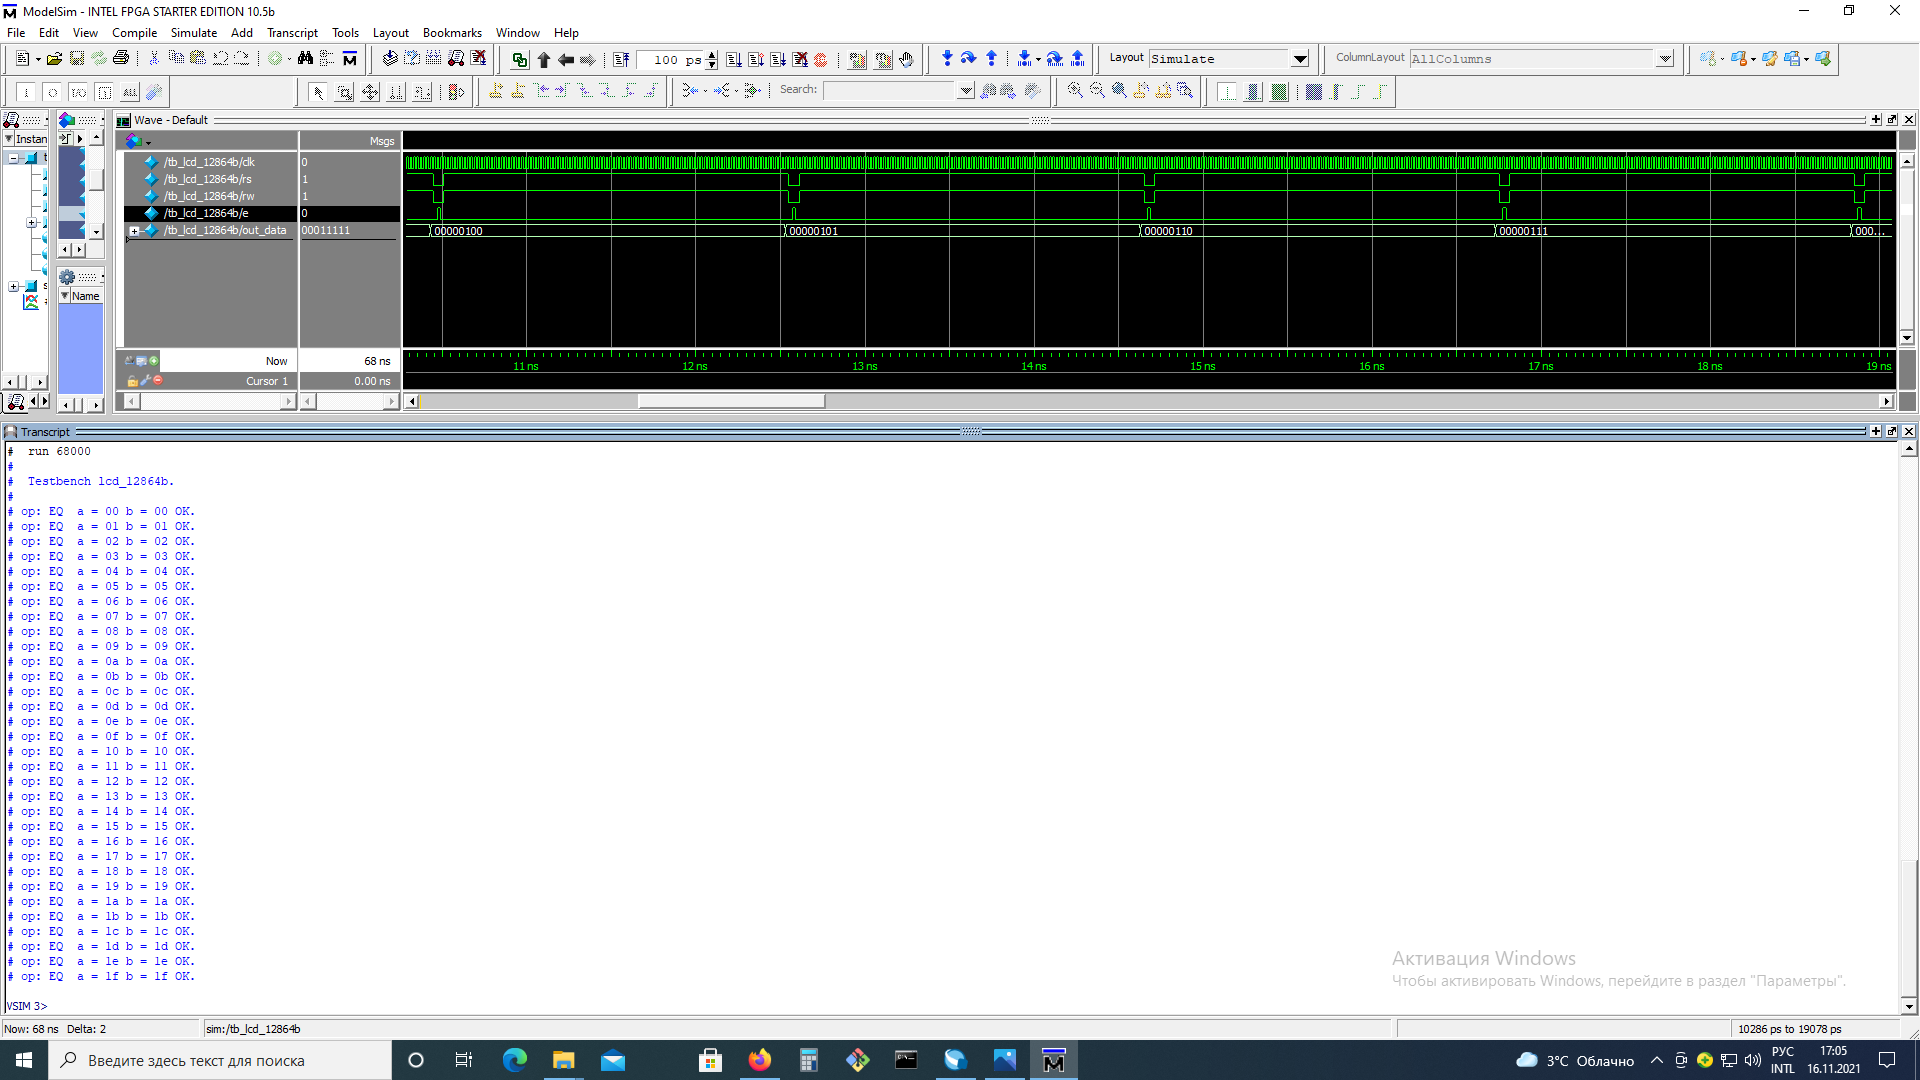 ModelSim - INTEL FPGA STARTER EDITION 10.5b
File Edit View Compile Simulate Add Transcript Tools Layout Bookmarks Window Help
100 ps
Layout Simulate
ColumnLayout AllColumns
Search:
Wave - Default
Instan
Msgs
/tb_lcd_12864b/clk 0
/tb_lcd_12864b/rs 1
/tb_lcd_12864b/rw 1
/tb_lcd_12864b/e 0
/tb_lcd_12864b/out_data 00011111 00000100 00000101 00000110 00000111 000...
Name
Now 68 ns
Cursor 1 0.00 ns
11 ns 12 ns 13 ns 14 ns 15 ns 16 ns 17 ns 18 ns 19 ns
Transcript
# run 68000
#
# Testbench lcd_12864b.
#
# op: EQ a = 00 b = 00 OK.
# op: EQ a = 01 b = 01 OK.
# op: EQ a = 02 b = 02 OK.
# op: EQ a = 03 b = 03 OK.
# op: EQ a = 04 b = 04 OK.
# op: EQ a = 05 b = 05 OK.
# op: EQ a = 06 b = 06 OK.
# op: EQ a = 07 b = 07 OK.
# op: EQ a = 08 b = 08 OK.
# op: EQ a = 09 b = 09 OK.
# op: EQ a = 0a b = 0a OK.
# op: EQ a = 0b b = 0b OK.
# op: EQ a = 0c b = 0c OK.
# op: EQ a = 0d b = 0d OK.
# op: EQ a = 0e b = 0e OK.
# op: EQ a = 0f b = 0f OK.
# op: EQ a = 10 b = 10 OK.
# op: EQ a = 11 b = 11 OK.
# op: EQ a = 12 b = 12 OK.
# op: EQ a = 13 b = 13 OK.
# op: EQ a = 14 b = 14 OK.
# op: EQ a = 15 b = 15 OK.
# op: EQ a = 16 b = 16 OK.
# op: EQ a = 17 b = 17 OK.
# op: EQ a = 18 b = 18 OK.
# op: EQ a = 19 b = 19 OK.
# op: EQ a = 1a b = 1a OK.
# op: EQ a = 1b b = 1b OK.
# op: EQ a = 1c b = 1c OK.
# op: EQ a = 1d b = 1d OK.
# op: EQ a = 1e b = 1e OK.
# op: EQ a = 1f b = 1f OK.
VSIM 3>
Активация Windows
Чтобы активировать Windows, перейдите в раздел "Параметры".
Now: 68 ns Delta: 2
sim:/tb_lcd_12864b
10286 ps to 19078 ps
Введите здесь текст для поиска
3°C Облачно
РУС
INTL
17:05
16.11.2021